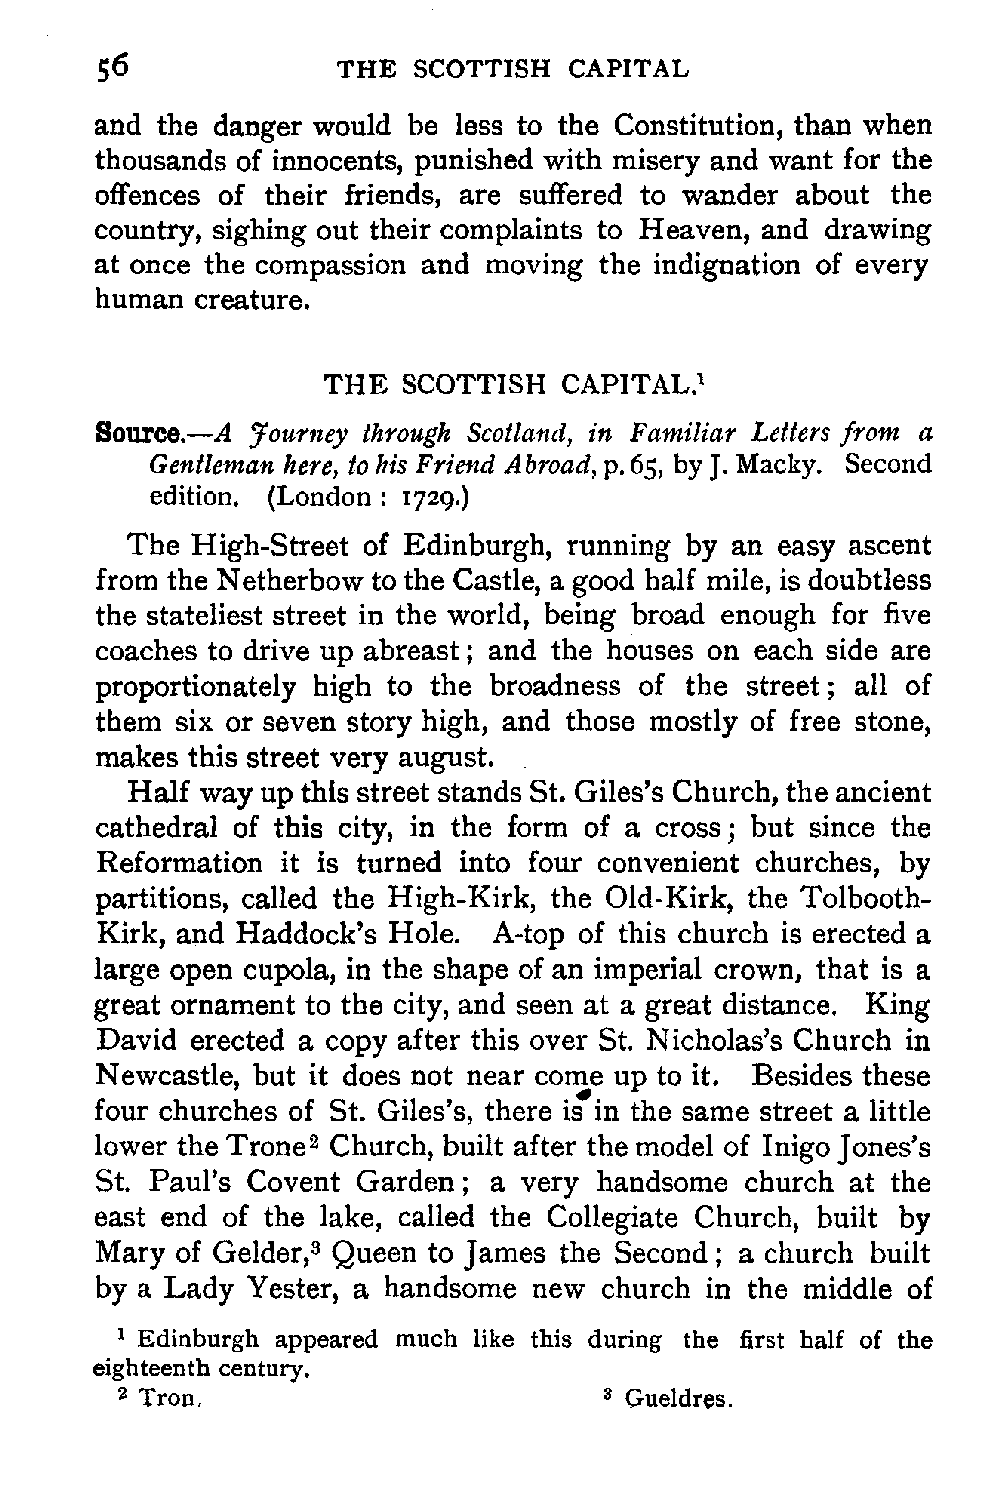 56 THE SCOTTISH CAPITAL
and the danger would be less to the Constitution, than when
thousands of innocents, punished with misery and want for the
offences of their friends, are suffered to wander about the
country, sighing out their complaints to Heaven, and drawing
at once the compassion and moving the indignation of every
human creature.
THE SCOTTISH CAPITAL.¹
Source.—A Journey through Scotland, in Familiar Letters from a
Gentleman here, to his Friend Abroad, p. 65, by J. Macky. Second
edition. (London : 1729.)
The High-Street of Edinburgh, running by an easy ascent
from the Netherbow to the Castle, a good half mile, is doubtless
the stateliest street in the world, being broad enough for five
coaches to drive up abreast; and the houses on each side are
proportionately high to the broadness of the street; all of
them six or seven story high, and those mostly of free stone,
makes this street very august.
Half way up this street stands St. Giles's Church, the ancient
cathedral of this city, in the form of a cross; but since the
Reformation it is turned into four convenient churches, by
partitions, called the High-Kirk, the Old-Kirk, the Tolbooth-
Kirk, and Haddock's Hole. A-top of this church is erected a
large open cupola, in the shape of an imperial crown, that is a
great ornament to the city, and seen at a great distance. King
David erected a copy after this over St. Nicholas's Church in
Newcastle, but it does not near come up to it. Besides these
four churches of St. Giles's, there is in the same street a little
lower the Trone² Church, built after the model of Inigo Jones's
St. Paul's Covent Garden; a very handsome church at the
east end of the lake, called the Collegiate Church, built by
Mary of Gelder,³ Queen to James the Second; a church built
by a Lady Yester, a handsome new church in the middle of
¹ Edinburgh appeared much like this during the first half of the
eighteenth century.
² Tron. ³ Gueldres.